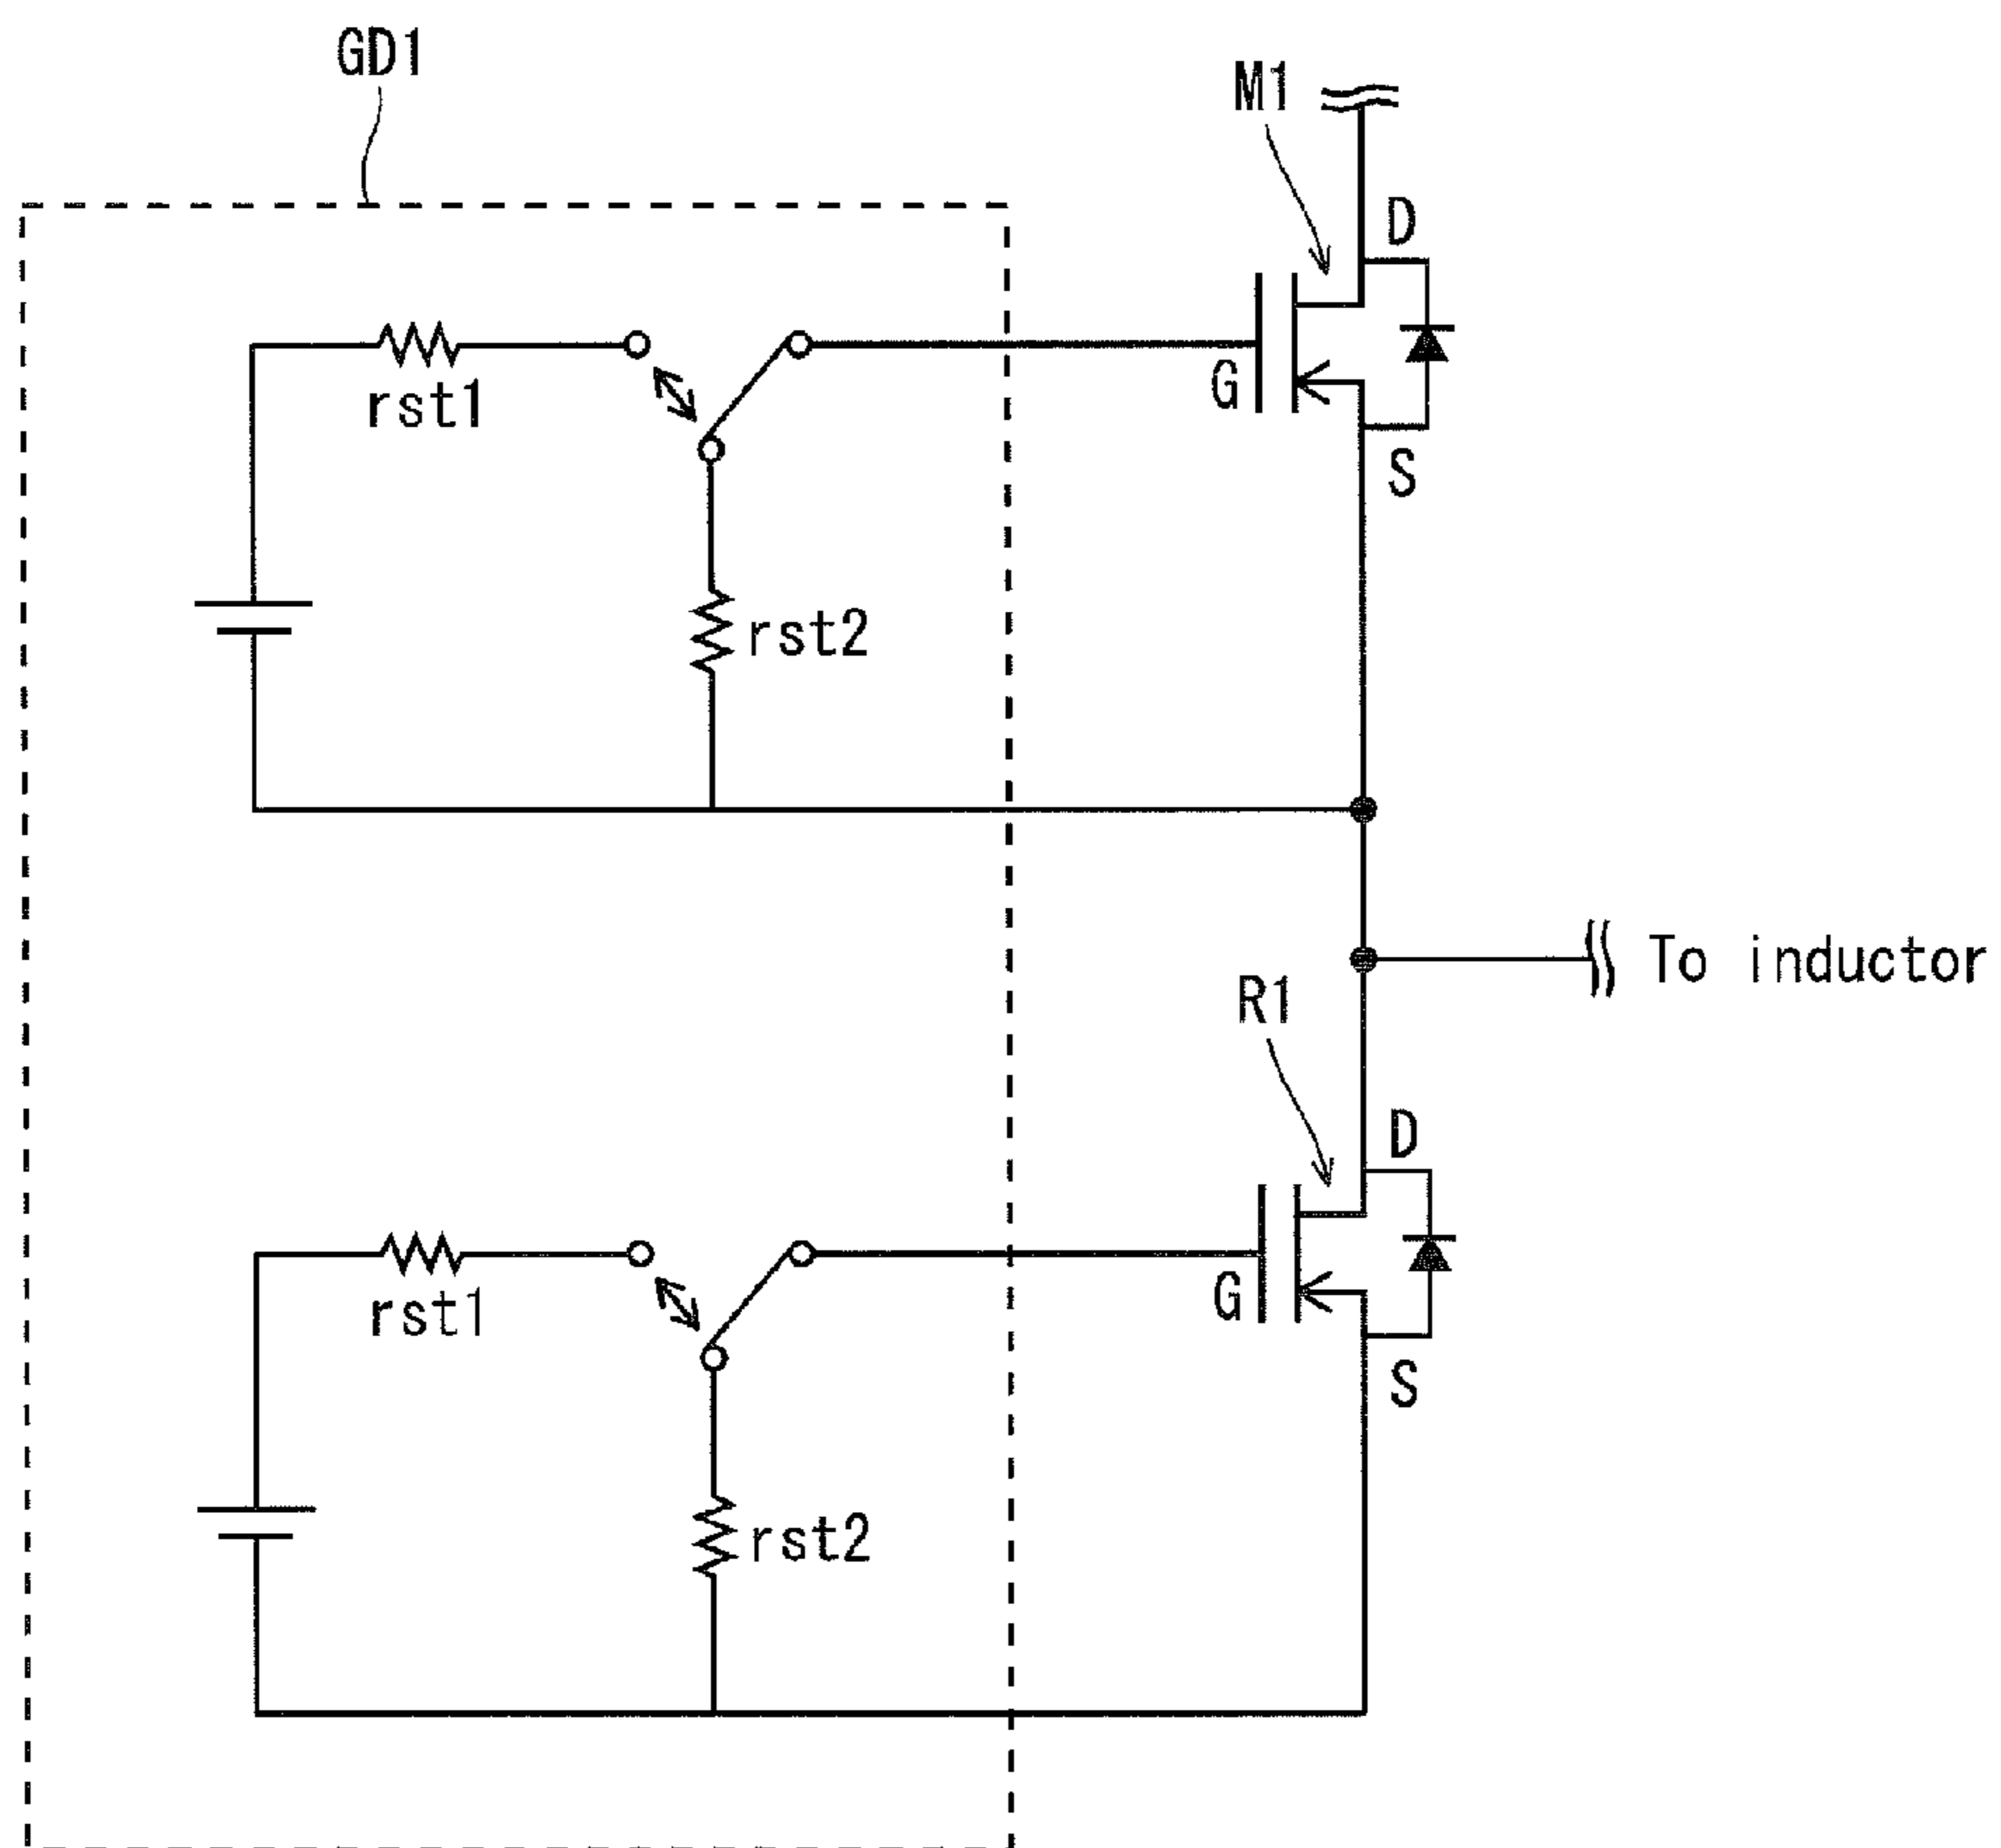 GD1
M1
D
rst1
G
S
rst2
To inductor
R1
D
rst1
G
S
rst2